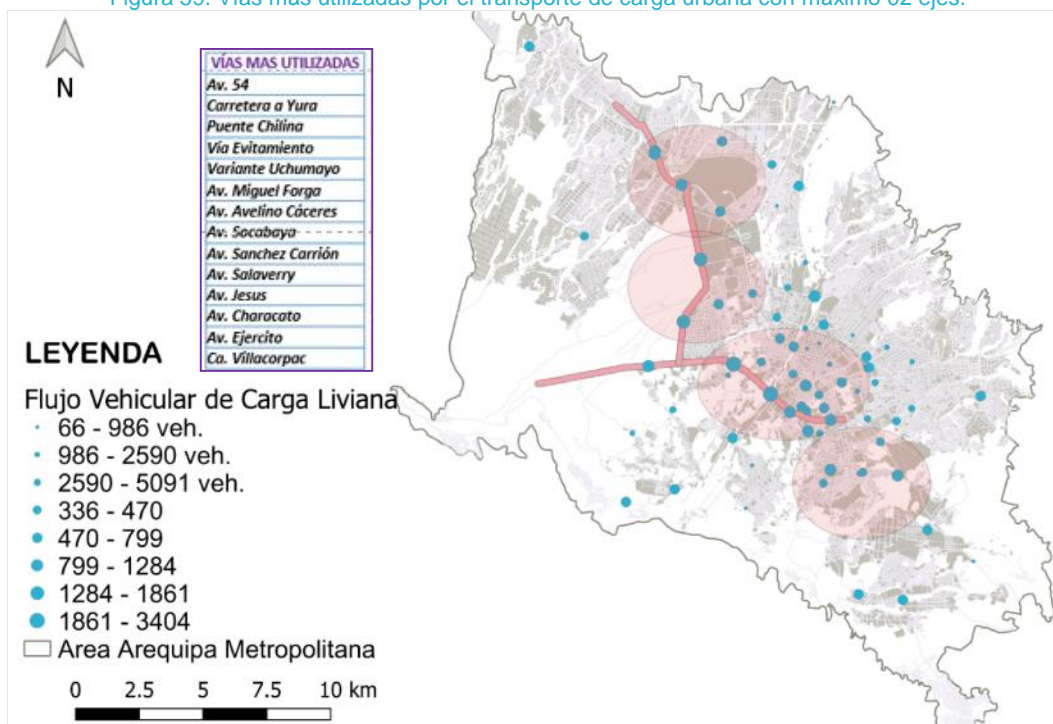 Figura 39. Vías más utilizadas por el transporte de carga urbana con máximo 02 ejes.
N
VÍAS MAS UTILIZADAS
Av. 54
Carretera a Yura
Puente Chilina
Vía Evitamiento
Variante Uchumayo
Av. Miguel Forga
Av. Avelino Cáceres
Av. Socabaya
Av. Sanchez Carrión
Av. Salaverry
Av. Jesus
Av. Characato
Av. Ejercito
Ca. Villacorpac
LEYENDA
Flujo Vehicular de Carga Liviana
66 - 986 veh.
986 - 2590 veh.
2590 - 5091 veh.
336 - 470
470 - 799
799 - 1284
1284 - 1861
1861 - 3404
Area Arequipa Metropolitana
0 2.5 5 7.5 10 km